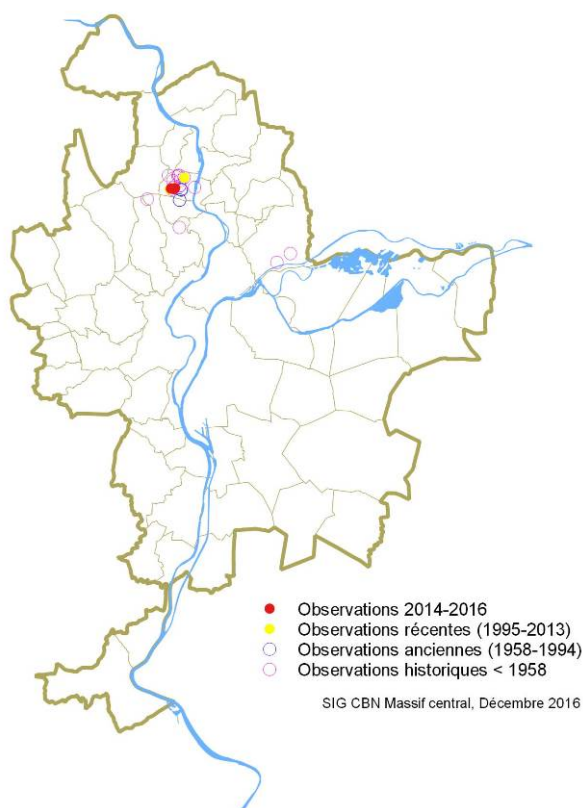 Observations 2014-2016
Observations récentes (1995-2013)
Observations anciennes (1958-1994)
Observations historiques < 1958
SIG CBN Massif central, Décembre 2016